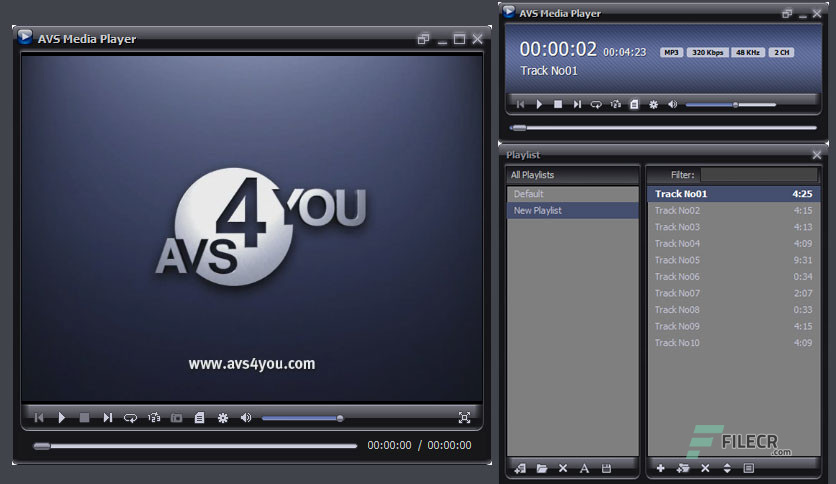 AVS Media Player
AVS4YOU
www.avs4you.com
00:00:00 / 00:00:00
AVS Media Player
00:00:02 00:04:23 MP3 320 Kbps 48 KHz 2 CH
Track No01
Playlist
All Playlists
Default
New Playlist
Filter:
Track No01 4:25
Track No02 4:15
Track No03 4:13
Track No04 4:09
Track No05 9:31
Track No06 0:34
Track No07 2:07
Track No08 0:33
Track No09 4:15
Track No10 4:09
FILECR
.com